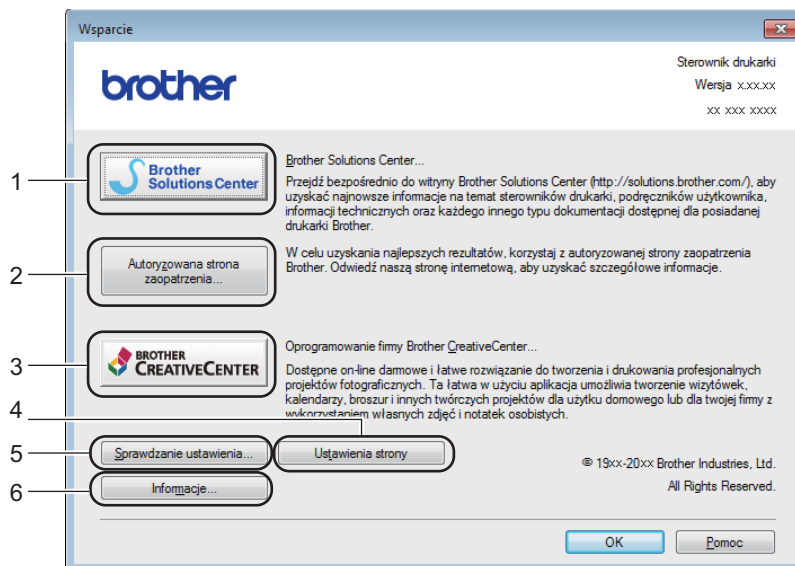 Wsparcie
brother
Sterownik drukarki
Wersja x.xx.xx
xx xxx xxxx
1
Brother
Solutions Center
Brother Solutions Center...
Przejdź bezpośrednio do witryny Brother Solutions Center (http://solutions.brother.com/), aby
uzyskać najnowsze informacje na temat sterowników drukarki, podręczników użytkownika,
informacji technicznych oraz każdego innego typu dokumentacji dostępnej dla posiadanej
drukarki Brother.
2
Autoryzowana strona
zaopatrzenia...
W celu uzyskania najlepszych rezultatów, korzystaj z autoryzowanej strony zaopatrzenia
Brother. Odwiedź naszą stronę internetową, aby uzyskać szczegółowe informacje.
3
BROTHER
CREATIVECENTER
Oprogramowanie firmy Brother CreativeCenter...
Dostępne on-line darmowe i łatwe rozwiązanie do tworzenia i drukowania profesjonalnych
projektów fotograficznych. Ta łatwa w użyciu aplikacja umożliwia tworzenie wizytówek,
kalendarzy, broszur i innych twórczych projektów dla użytku domowego lub dla twojej firmy z
wykorzystaniem własnych zdjęć i notatek osobistych.
4
5
Sprawdzanie ustawienia...
Ustawienia strony
© 19xx-20xx Brother Industries, Ltd.
6
Informacje...
All Rights Reserved.
OK
Pomoc